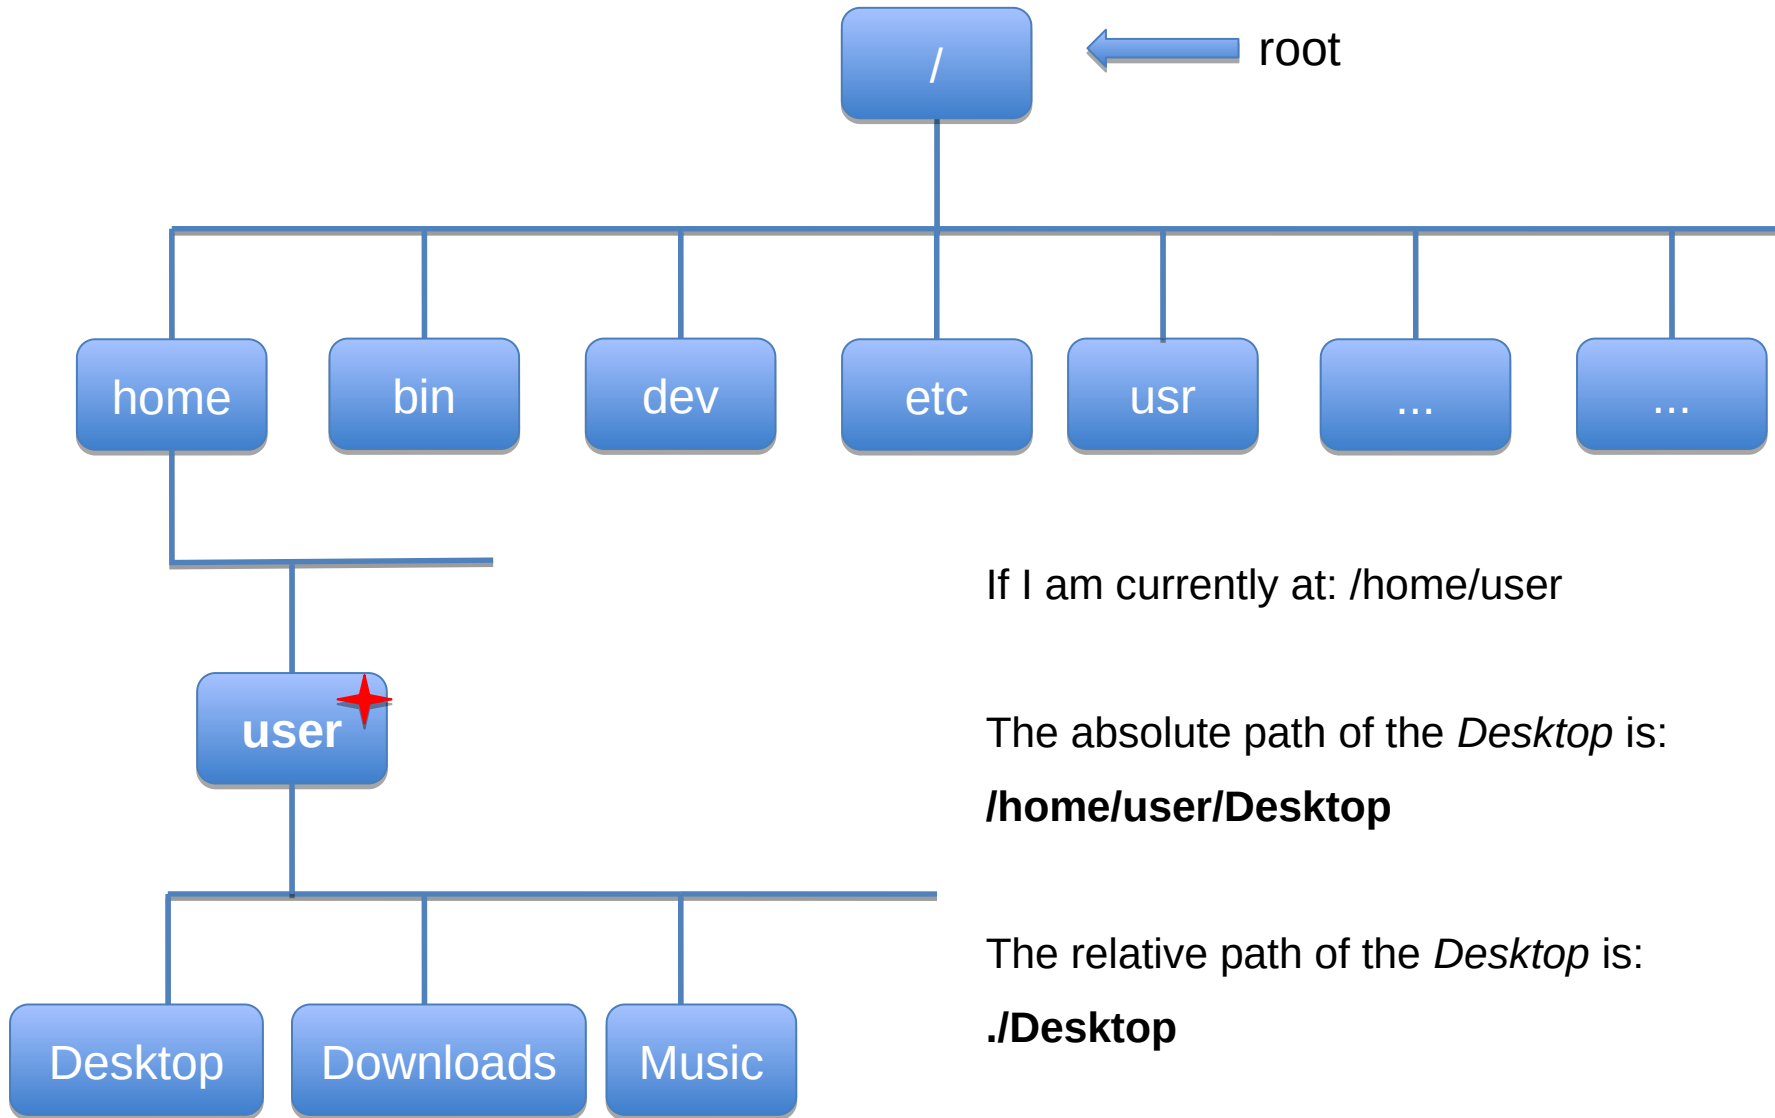 /
root
home
bin
dev
etc
usr
...
...
If I am currently at: /home/user
user
The absolute path of the Desktop is:
/home/user/Desktop
The relative path of the Desktop is:
./Desktop
Desktop
Downloads
Music